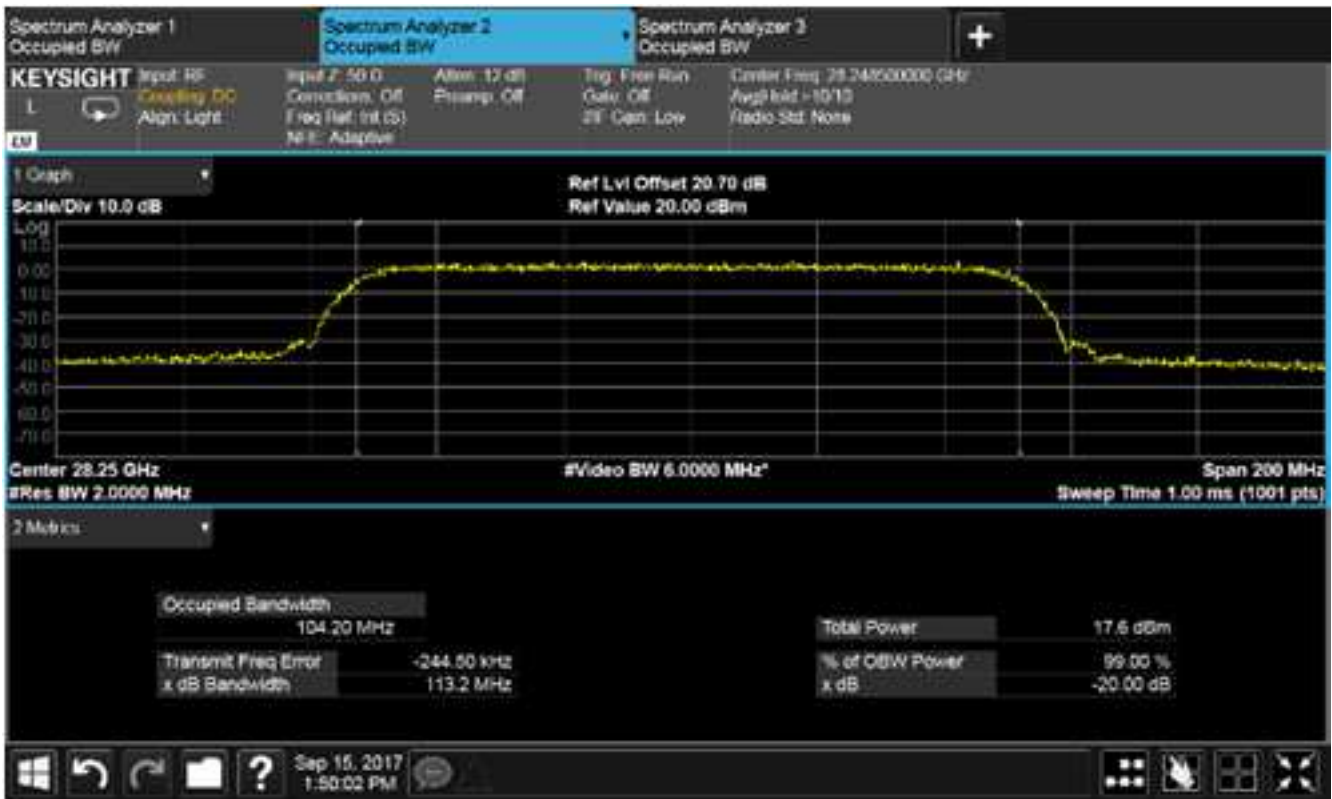 Spectrum Analyzer 1
Occupied BW
Spectrum Analyzer 2
Occupied BW
Spectrum Analyzer 3
Occupied BW
+
KEYSIGHT
L
Input: RF
Coupling: DC
Align: Light
Input Z: 50 Ω
Corrections: Off
Freq Ref: Int (S)
NFE: Adaptive
Atten: 12 dB
Preamp: Off
Trig: Free Run
Gate: Off
#IF Gain: Low
Center Freq: 28.248500000 GHz
Avg|Hold: >10/10
Radio Std: None
1 Graph
Scale/Div 10.0 dB
Ref Lvl Offset 20.70 dB
Ref Value 20.00 dBm
Log
10.0
0.00
-10.0
-20.0
-30.0
-40.0
-50.0
-60.0
-70.0
Center 28.25 GHz
#Video BW 6.0000 MHz*
Span 200 MHz
#Res BW 2.0000 MHz
Sweep Time 1.00 ms (1001 pts)
2 Metrics
Occupied Bandwidth
104.20 MHz
Total Power 17.6 dBm
Transmit Freq Error -244.50 kHz
% of OBW Power 99.00 %
x dB Bandwidth 113.2 MHz
x dB -20.00 dB
?
Sep 15, 2017
1:50:02 PM